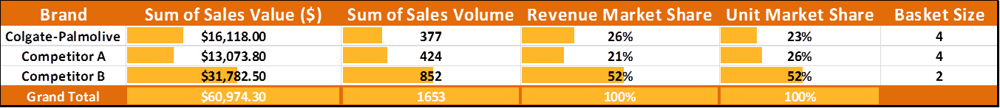 Brand Sum of Sales Value ($) Sum of Sales Volume Revenue Market Share Unit Market Share Basket Size
Colgate-Palmolive $16,118.00 377 26% 23% 4
Competitor A $13,073.80 424 21% 26% 4
Competitor B $31,782.50 852 52% 52% 2
Grand Total $60,974.30 1653 100% 100%